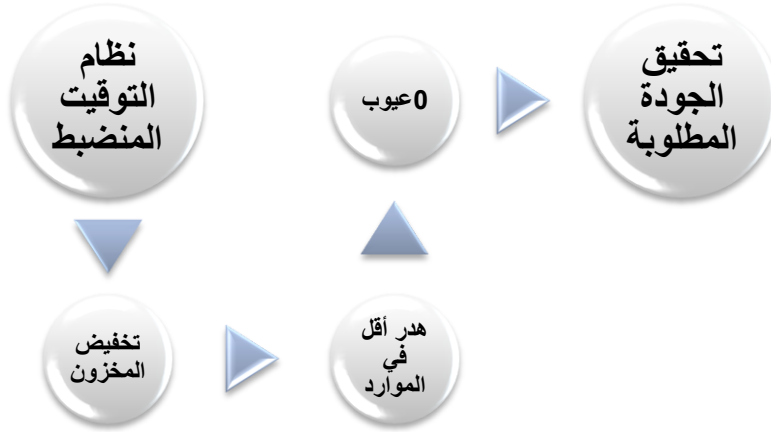 نظام
التوقيت
المنضبط
تخفيض
المخزون
هدر أقل
في
الموارد
0عيوب
تحقيق
الجودة
المطلوبة